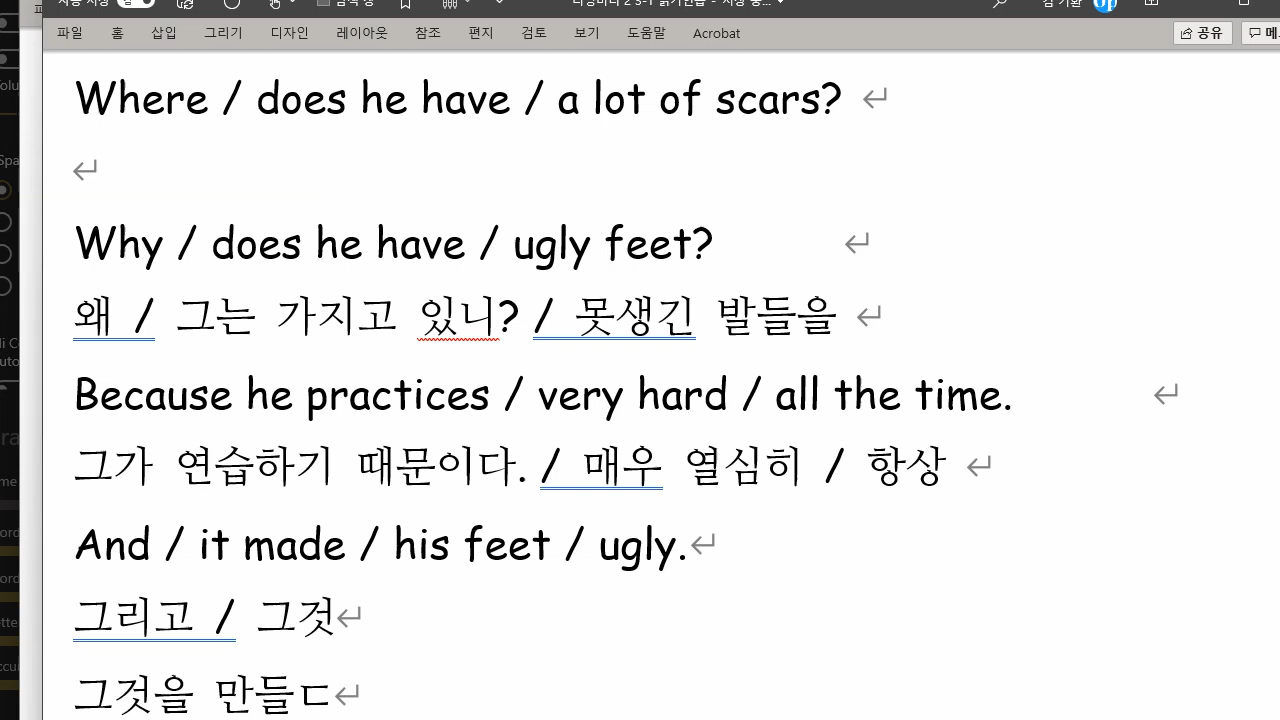 파일 홈 삽입 그리기 디자인 레이아웃 참조 편지 검토 보기 도움말 Acrobat 공유
Where / does he have / a lot of scars?
Why / does he have / ugly feet?
왜 / 그는 가지고 있니? / 못생긴 발들을
Because he practices / very hard / all the time.
그가 연습하기 때문이다. / 매우 열심히 / 항상
And / it made / his feet / ugly.
그리고 / 그것
그것을 만들ㄷ